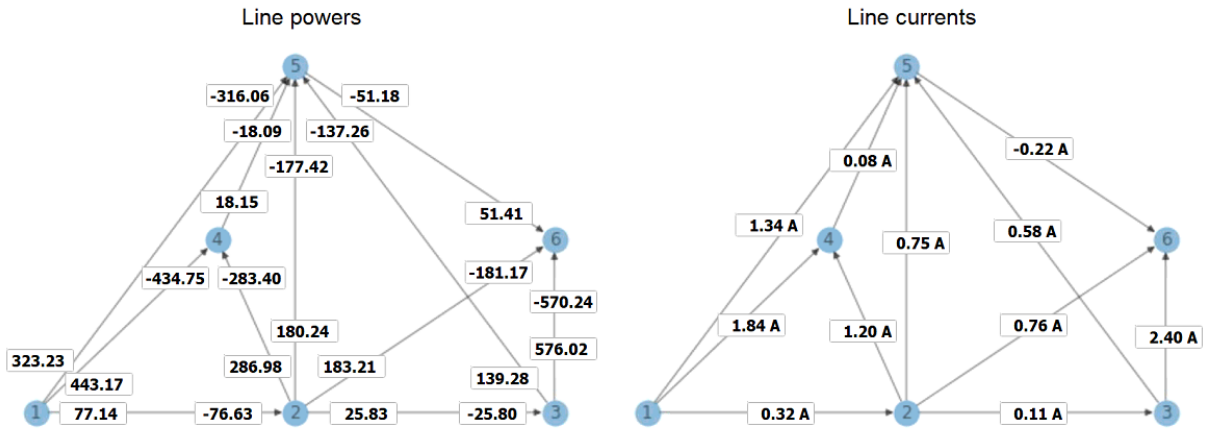 Line powers
Line currents
5
-316.06
-51.18
-18.09
-137.26
-177.42
18.15
51.41
4
6
-434.75
-283.40
-181.17
-570.24
180.24
323.23
286.98
183.21
576.02
443.17
139.28
1
77.14
-76.63
2
25.83
-25.80
3
5
0.08 A
-0.22 A
1.34 A
0.75 A
0.58 A
4
6
1.84 A
1.20 A
0.76 A
2.40 A
1
0.32 A
2
0.11 A
3